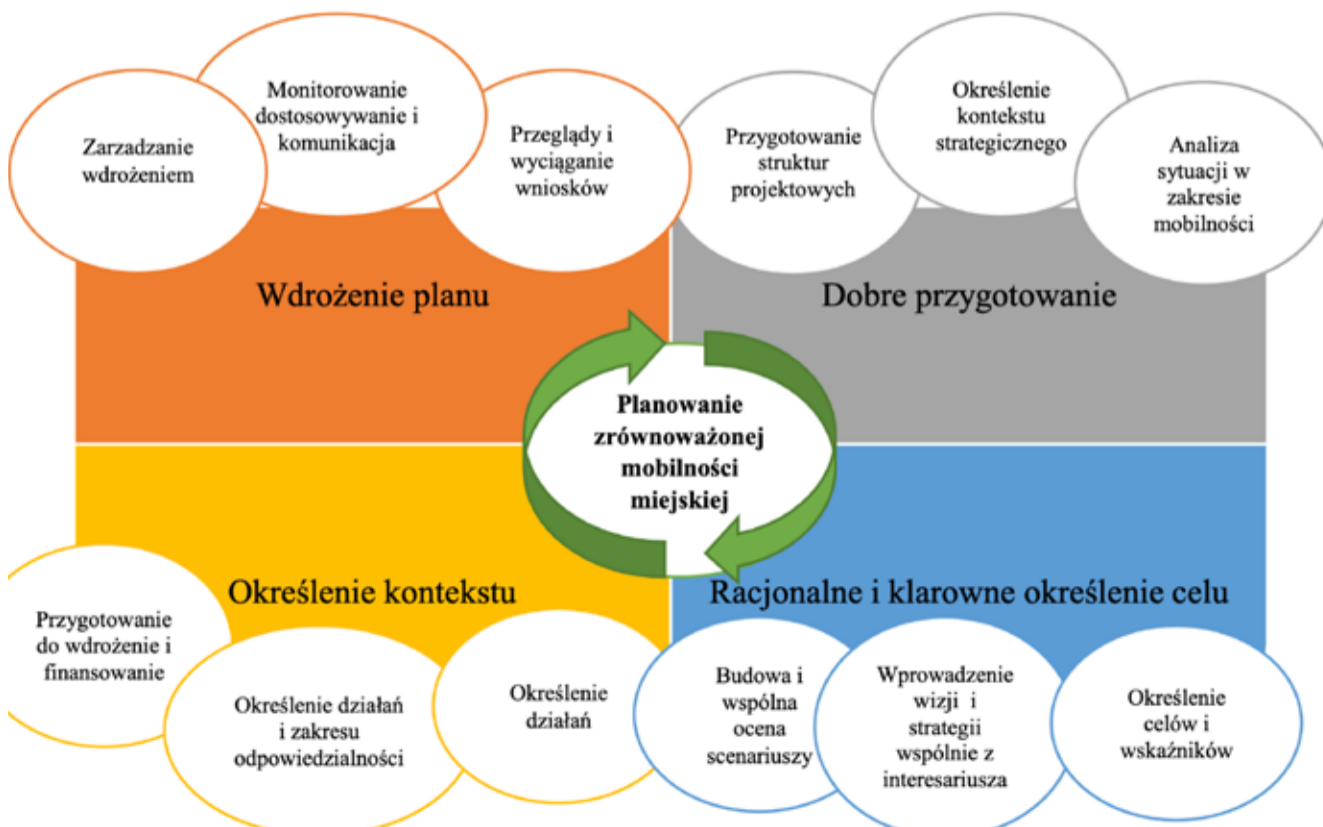 Zarzadzanie
wdrożeniem
Monitorowanie
dostosowywanie i
komunikacja
Przeglądy i
wyciąganie
wniosków
Przygotowanie
struktur
projektowych
Określenie
kontekstu
strategicznego
Analiza
sytuacji w
zakresie
mobilności
Wdrożenie planu
Dobre przygotowanie
Planowanie
zrównoważonej
mobilności
miejskiej
Określenie kontekstu
Racjonalne i klarowne określenie celu
Przygotowanie
do wdrożenie i
finansowanie
Określenie działań
i zakresu
odpowiedzialności
Określenie
działań
Budowa i
wspólna
ocena
scenariuszy
Wprowadzenie
wizji i
strategii
wspólnie z
interesariusza
Określenie
celów i
wskaźników